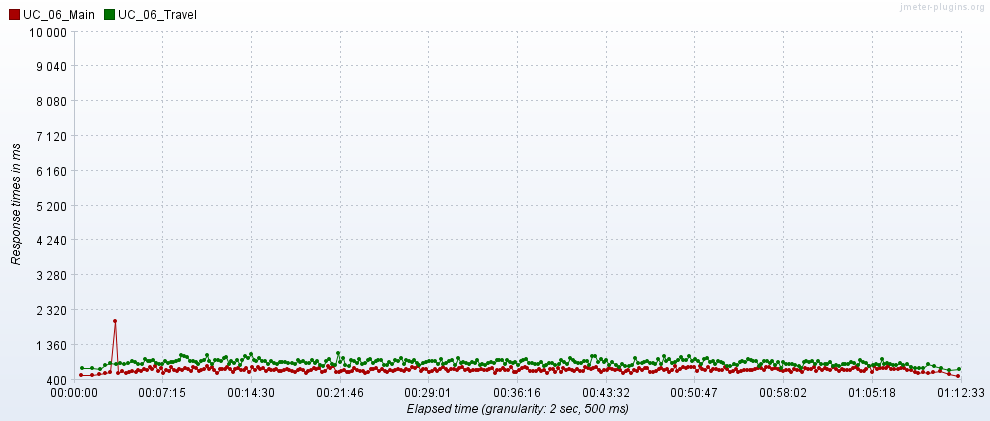 UC_06_Main UC_06_Travel
jmeter-plugins.org
10 000
9 040
8 080
7 120
6 160
5 200
4 240
3 280
2 320
1 360
400
Response times in ms
00:00:00 00:07:15 00:14:30 00:21:46 00:29:01 00:36:16 00:43:32 00:50:47 00:58:02 01:05:18 01:12:33
Elapsed time (granularity: 2 sec, 500 ms)